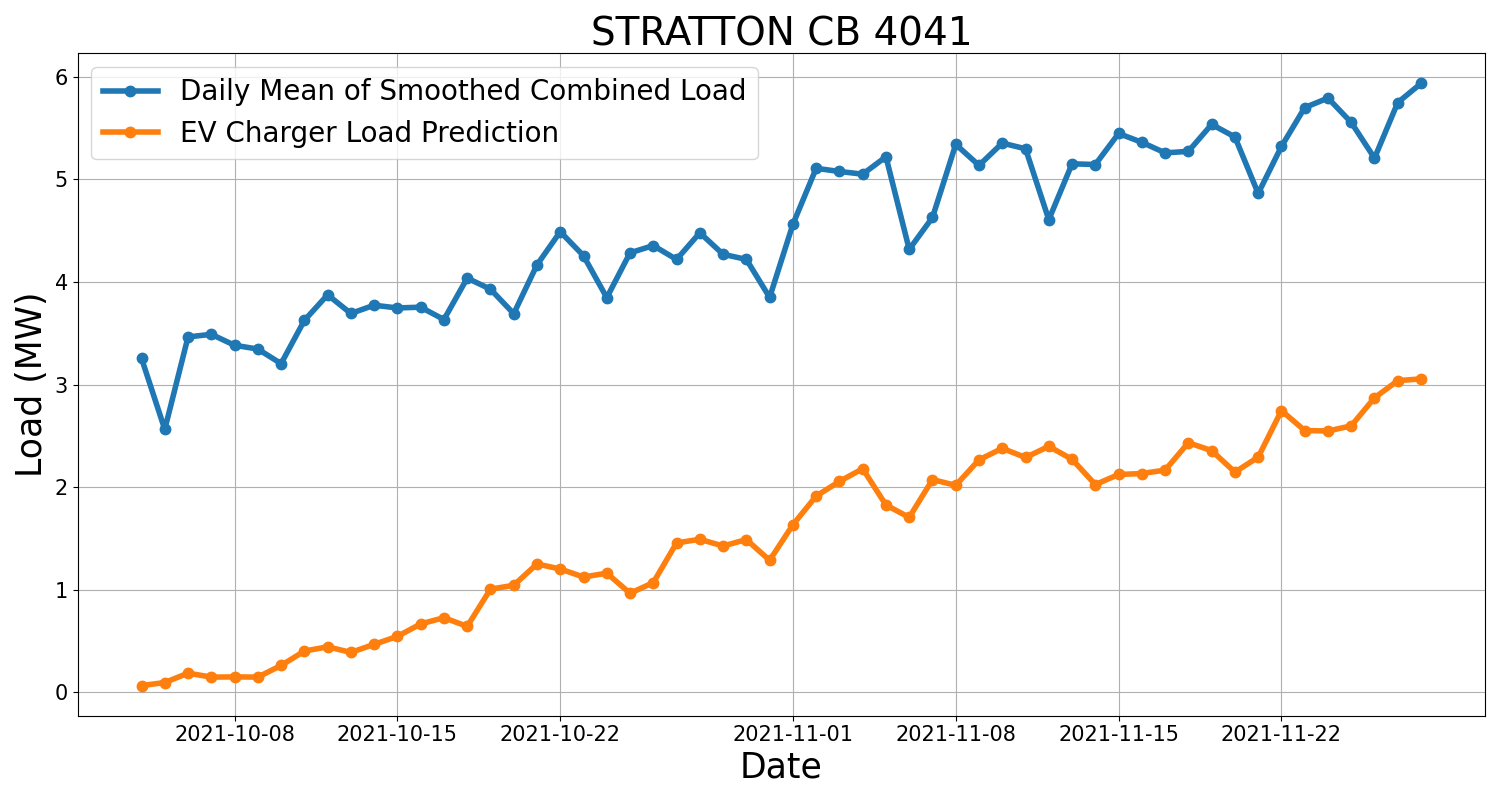 STRATTON CB 4041
Daily Mean of Smoothed Combined Load
EV Charger Load Prediction
Load (MW)
6
5
4
3
2
1
0
2021-10-08 2021-10-15 2021-10-22 2021-11-01 2021-11-08 2021-11-15 2021-11-22
Date